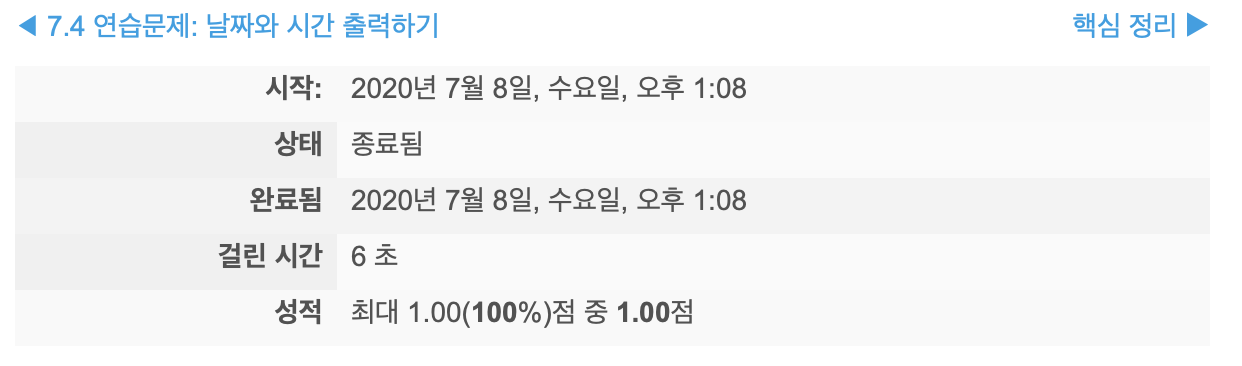 ◀ 7.4 연습문제: 날짜와 시간 출력하기 핵심 정리 ▶
시작: 2020년 7월 8일, 수요일, 오후 1:08
상태 종료됨
완료됨 2020년 7월 8일, 수요일, 오후 1:08
걸린 시간 6 초
성적 최대 1.00(100%)점 중 1.00점